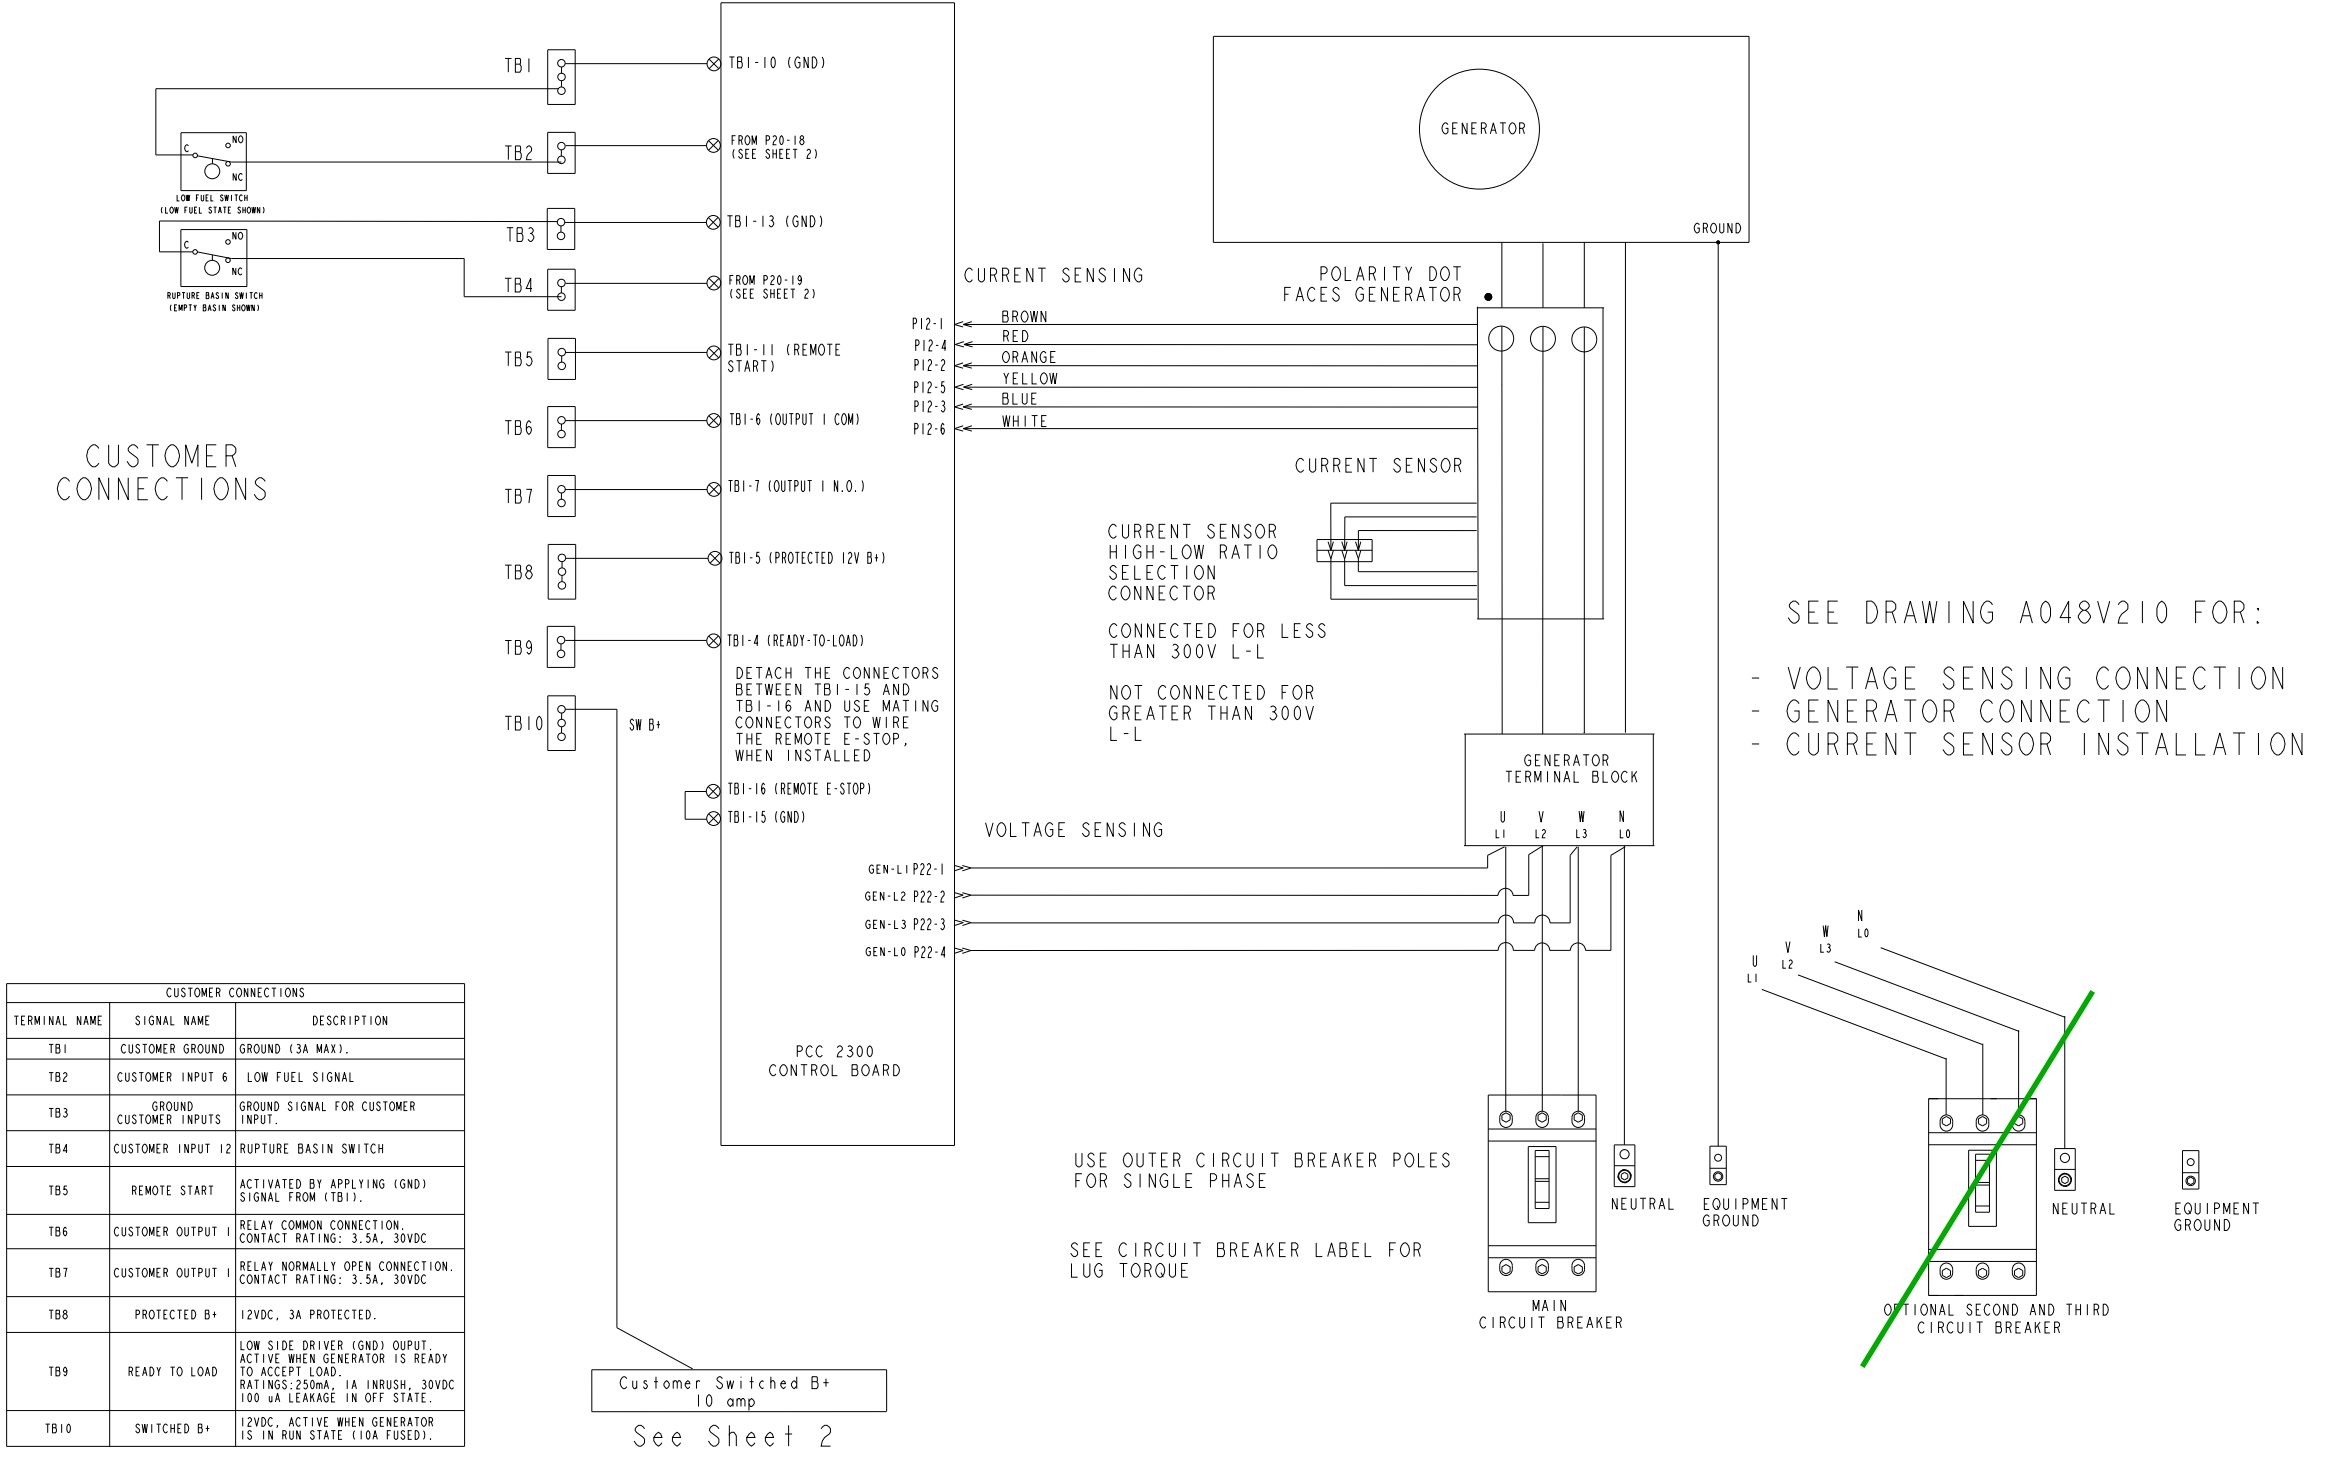 TB1
TB1-10 (GND)
C
NO
NC
LOW FUEL SWITCH
(LOW FUEL STATE SHOWN)
TB2
FROM P20-18
(SEE SHEET 2)
TB3
TB1-13 (GND)
C
NO
NC
RUPTURE BASIN SWITCH
(EMPTY BASIN SHOWN)
TB4
FROM P20-19
(SEE SHEET 2)
TB5
TB1-11 (REMOTE
START)
TB6
TB1-6 (OUTPUT 1 COM)
TB7
TB1-7 (OUTPUT 1 N.O.)
TB8
TB1-5 (PROTECTED 12V B+)
TB9
TB1-4 (READY-TO-LOAD)
TB10
SW B+
CUSTOMER
CONNECTIONS
DETACH THE CONNECTORS
BETWEEN TB1-15 AND
TB1-16 AND USE MATING
CONNECTORS TO WIRE
THE REMOTE E-STOP,
WHEN INSTALLED
TB1-16 (REMOTE E-STOP)
TB1-15 (GND)
GENERATOR
GROUND
CURRENT SENSING
POLARITY DOT
FACES GENERATOR
P12-1 BROWN
P12-4 RED
P12-2 ORANGE
P12-5 YELLOW
P12-3 BLUE
P12-6 WHITE
CURRENT SENSOR
CURRENT SENSOR
HIGH-LOW RATIO
SELECTION
CONNECTOR
CONNECTED FOR LESS
THAN 300V L-L
NOT CONNECTED FOR
GREATER THAN 300V
L-L
GENERATOR
TERMINAL BLOCK
U V W N
L1 L2 L3 L0
VOLTAGE SENSING
GEN-L1 P22-1
GEN-L2 P22-2
GEN-L3 P22-3
GEN-L0 P22-4
PCC 2300
CONTROL BOARD
SEE DRAWING A048V210 FOR:
- VOLTAGE SENSING CONNECTION
- GENERATOR CONNECTION
- CURRENT SENSOR INSTALLATION
U
L1
V
L2
W
L3
N
L0
USE OUTER CIRCUIT BREAKER POLES
FOR SINGLE PHASE
SEE CIRCUIT BREAKER LABEL FOR
LUG TORQUE
MAIN
CIRCUIT BREAKER
NEUTRAL
EQUIPMENT
GROUND
OPTIONAL SECOND AND THIRD
CIRCUIT BREAKER
NEUTRAL
EQUIPMENT
GROUND
CUSTOMER CONNECTIONS
TERMINAL NAME SIGNAL NAME DESCRIPTION
TB1 CUSTOMER GROUND GROUND (3A MAX).
TB2 CUSTOMER INPUT 6 LOW FUEL SIGNAL
TB3
GROUND
CUSTOMER INPUTS
GROUND SIGNAL FOR CUSTOMER
INPUT.
TB4 CUSTOMER INPUT 12 RUPTURE BASIN SWITCH
TB5 REMOTE START
ACTIVATED BY APPLYING (GND)
SIGNAL FROM (TB1).
TB6 CUSTOMER OUTPUT 1
RELAY COMMON CONNECTION.
CONTACT RATING: 3.5A, 30VDC
TB7 CUSTOMER OUTPUT 1
RELAY NORMALLY OPEN CONNECTION.
CONTACT RATING: 3.5A, 30VDC
TB8 PROTECTED B+ 12VDC, 3A PROTECTED.
TB9 READY TO LOAD
LOW SIDE DRIVER (GND) OUPUT.
ACTIVE WHEN GENERATOR IS READY
TO ACCEPT LOAD.
RATINGS:250mA, 1A INRUSH, 30VDC
100 uA LEAKAGE IN OFF STATE.
TB10 SWITCHED B+
12VDC, ACTIVE WHEN GENERATOR
IS IN RUN STATE (10A FUSED).
Customer Switched B+
10 amp
See Sheet 2